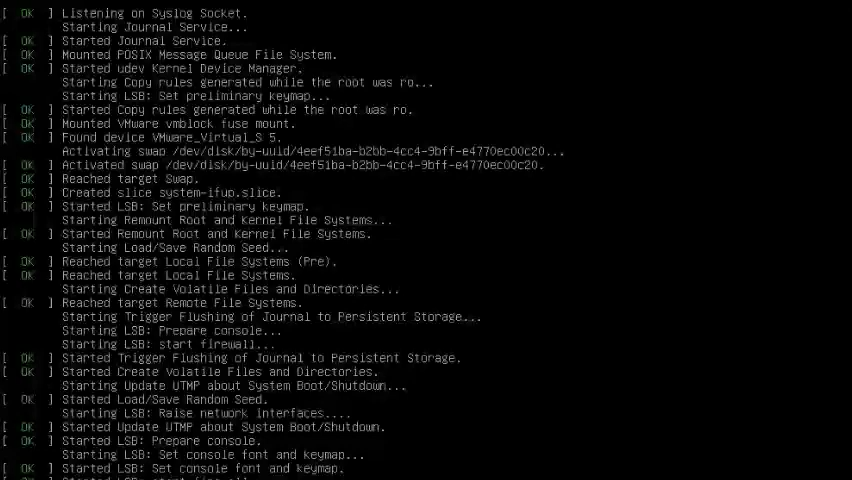 [  OK  ] Listening on Syslog Socket.
         Starting Journal Service...
[  OK  ] Started Journal Service.
[  OK  ] Mounted POSIX Message Queue File System.
[  OK  ] Started udev Kernel Device Manager.
         Starting Copy rules generated while the root was ro...
         Starting LSB: Set preliminary keymap...
[  OK  ] Started Copy rules generated while the root was ro.
[  OK  ] Mounted VMware vmblock fuse mount.
[  OK  ] Found device VMware_Virtual_S 5.
         Activating swap /dev/disk/by-uuid/4eef51ba-b2bb-4cc4-9bff-e4770ec00c20...
[  OK  ] Activated swap /dev/disk/by-uuid/4eef51ba-b2bb-4cc4-9bff-e4770ec00c20.
[  OK  ] Reached target Swap.
[  OK  ] Created slice system-ifup.slice.
[  OK  ] Started LSB: Set preliminary keymap.
         Starting Remount Root and Kernel File Systems...
[  OK  ] Started Remount Root and Kernel File Systems.
         Starting Load/Save Random Seed...
[  OK  ] Reached target Local File Systems (Pre).
[  OK  ] Reached target Local File Systems.
         Starting Create Volatile Files and Directories...
[  OK  ] Reached target Remote File Systems.
         Starting Trigger Flushing of Journal to Persistent Storage...
         Starting LSB: Prepare console...
         Starting LSB: start firewall...
[  OK  ] Started Trigger Flushing of Journal to Persistent Storage.
[  OK  ] Started Create Volatile Files and Directories.
         Starting Update UTMP about System Boot/Shutdown...
[  OK  ] Started Load/Save Random Seed.
         Starting LSB: Raise network interfaces....
[  OK  ] Started Update UTMP about System Boot/Shutdown.
[  OK  ] Started LSB: Prepare console.
         Starting LSB: Set console font and keymap...
[  OK  ] Started LSB: Set console font and keymap.